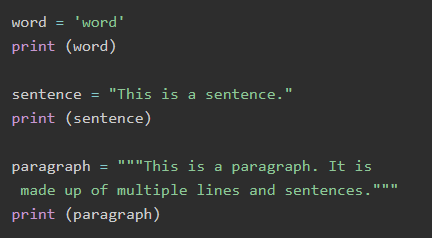 word = 'word'
print (word)
sentence = "This is a sentence."
print (sentence)
paragraph = """This is a paragraph. It is
 made up of multiple lines and sentences."""
print (paragraph)